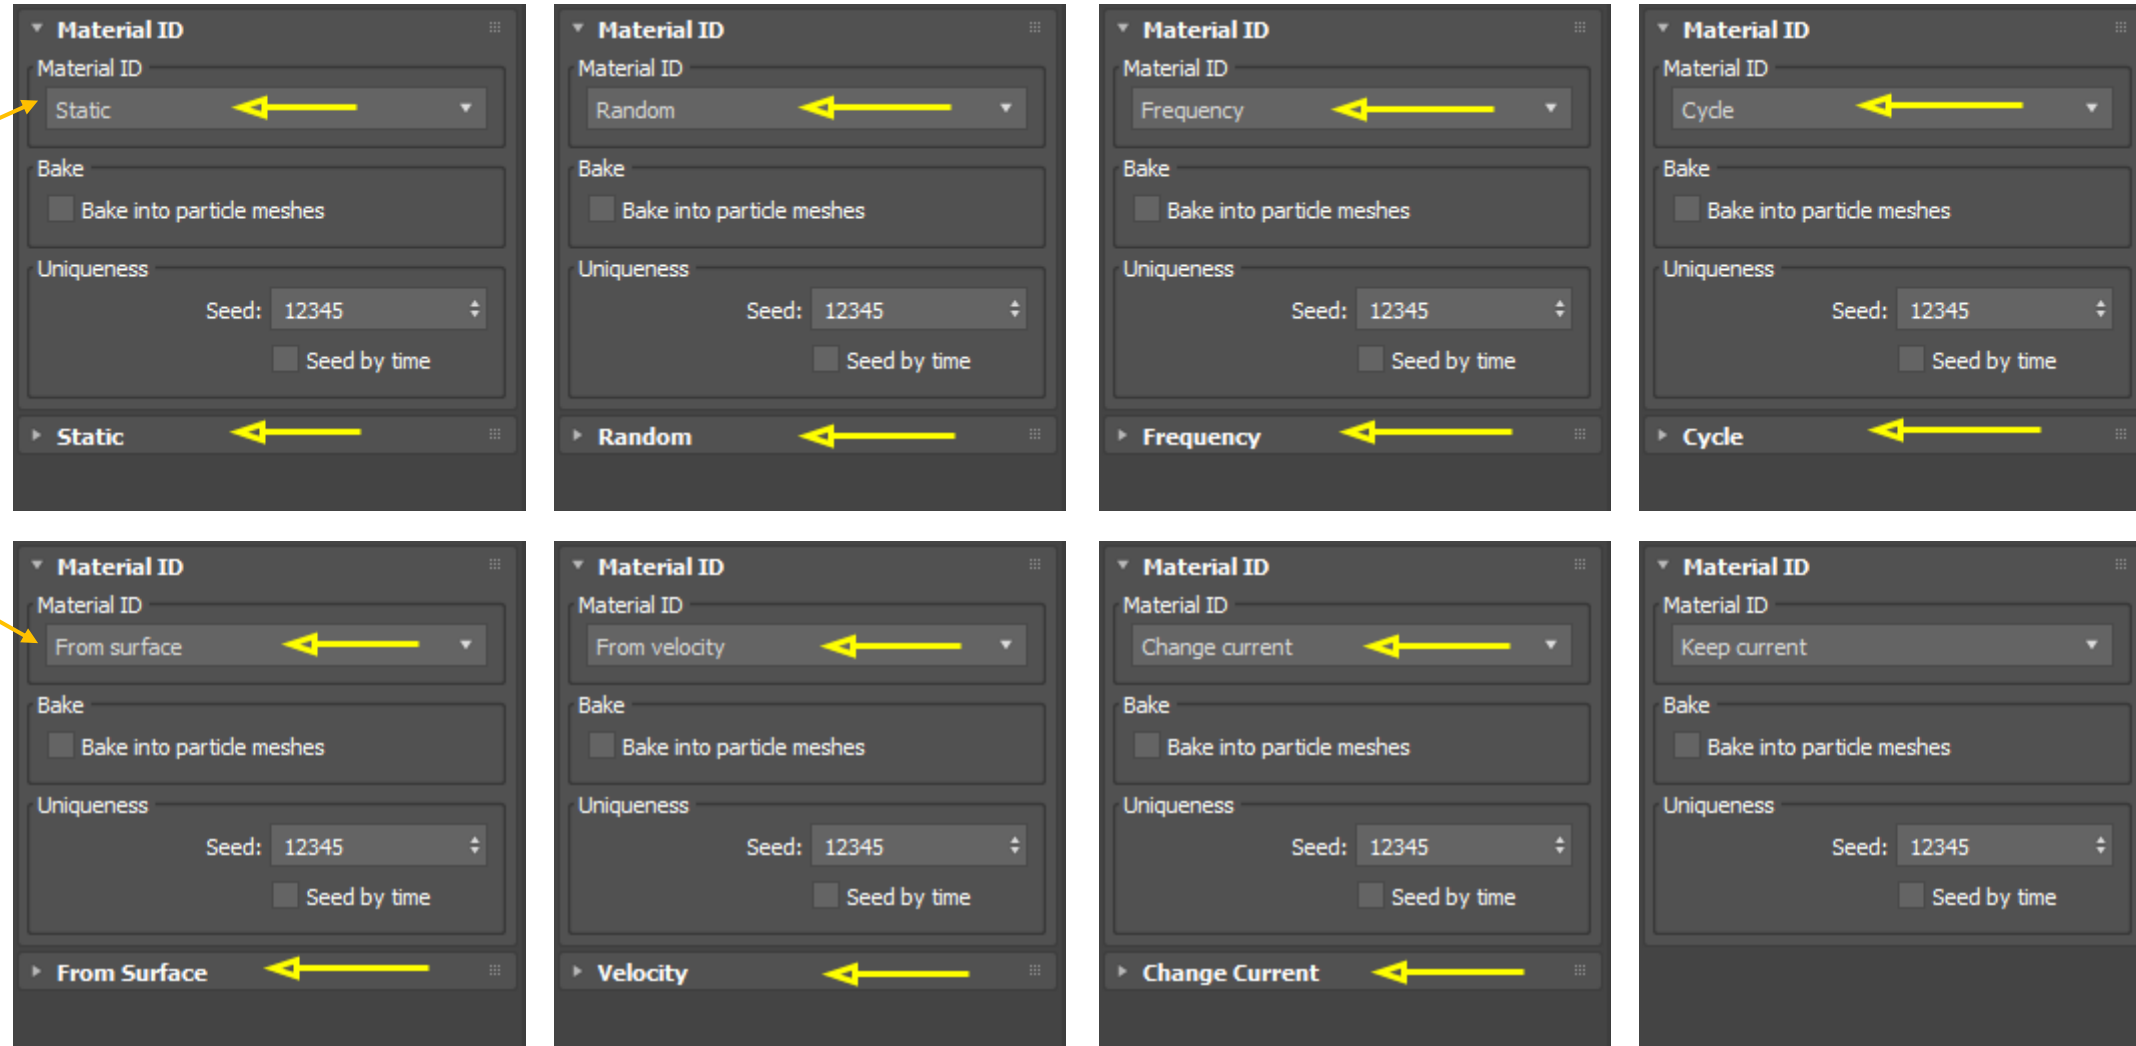 Material ID
Material ID
Static
Bake
Bake into particle meshes
Uniqueness
Seed: 12345
Seed by time
Static
Material ID
Material ID
Random
Bake
Bake into particle meshes
Uniqueness
Seed: 12345
Seed by time
Random
Material ID
Material ID
Frequency
Bake
Bake into particle meshes
Uniqueness
Seed: 12345
Seed by time
Frequency
Material ID
Material ID
Cycle
Bake
Bake into particle meshes
Uniqueness
Seed: 12345
Seed by time
Cycle
Material ID
Material ID
From surface
Bake
Bake into particle meshes
Uniqueness
Seed: 12345
Seed by time
From Surface
Material ID
Material ID
From velocity
Bake
Bake into particle meshes
Uniqueness
Seed: 12345
Seed by time
Velocity
Material ID
Material ID
Change current
Bake
Bake into particle meshes
Uniqueness
Seed: 12345
Seed by time
Change Current
Material ID
Material ID
Keep current
Bake
Bake into particle meshes
Uniqueness
Seed: 12345
Seed by time